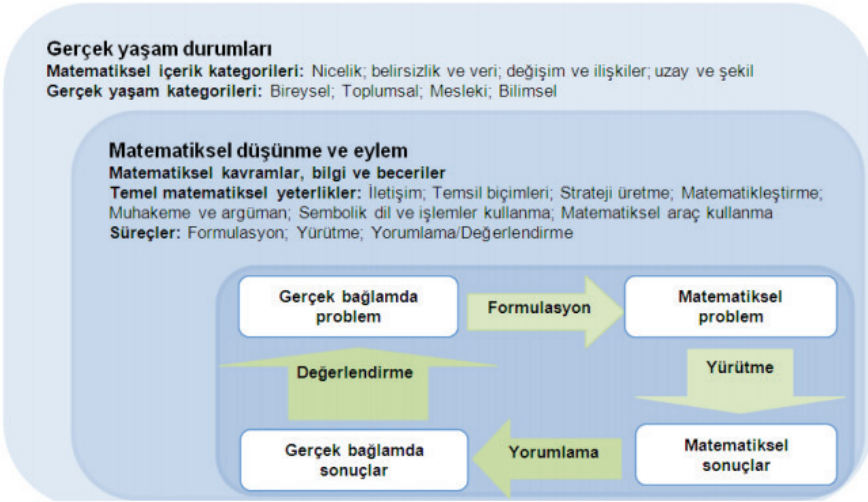 Gerçek yaşam durumları
Matematiksel içerik kategorileri: Nicelik; belirsizlik ve veri; değişim ve ilişkiler; uzay ve şekil
Gerçek yaşam kategorileri: Bireysel; Toplumsal; Mesleki; Bilimsel
Matematiksel düşünme ve eylem
Matematiksel kavramlar, bilgi ve beceriler
Temel matematiksel yeterlikler: İletişim; Temsil biçimleri; Strateji üretme; Matematikleştirme;
Muhakeme ve argüman; Sembolik dil ve işlemler kullanma; Matematiksel araç kullanma
Süreçler: Formulasyon; Yürütme; Yorumlama/Değerlendirme
Gerçek bağlamda
problem
Formulasyon
Matematiksel
problem
Değerlendirme
Yürütme
Gerçek bağlamda
sonuçlar
Yorumlama
Matematiksel
sonuçlar